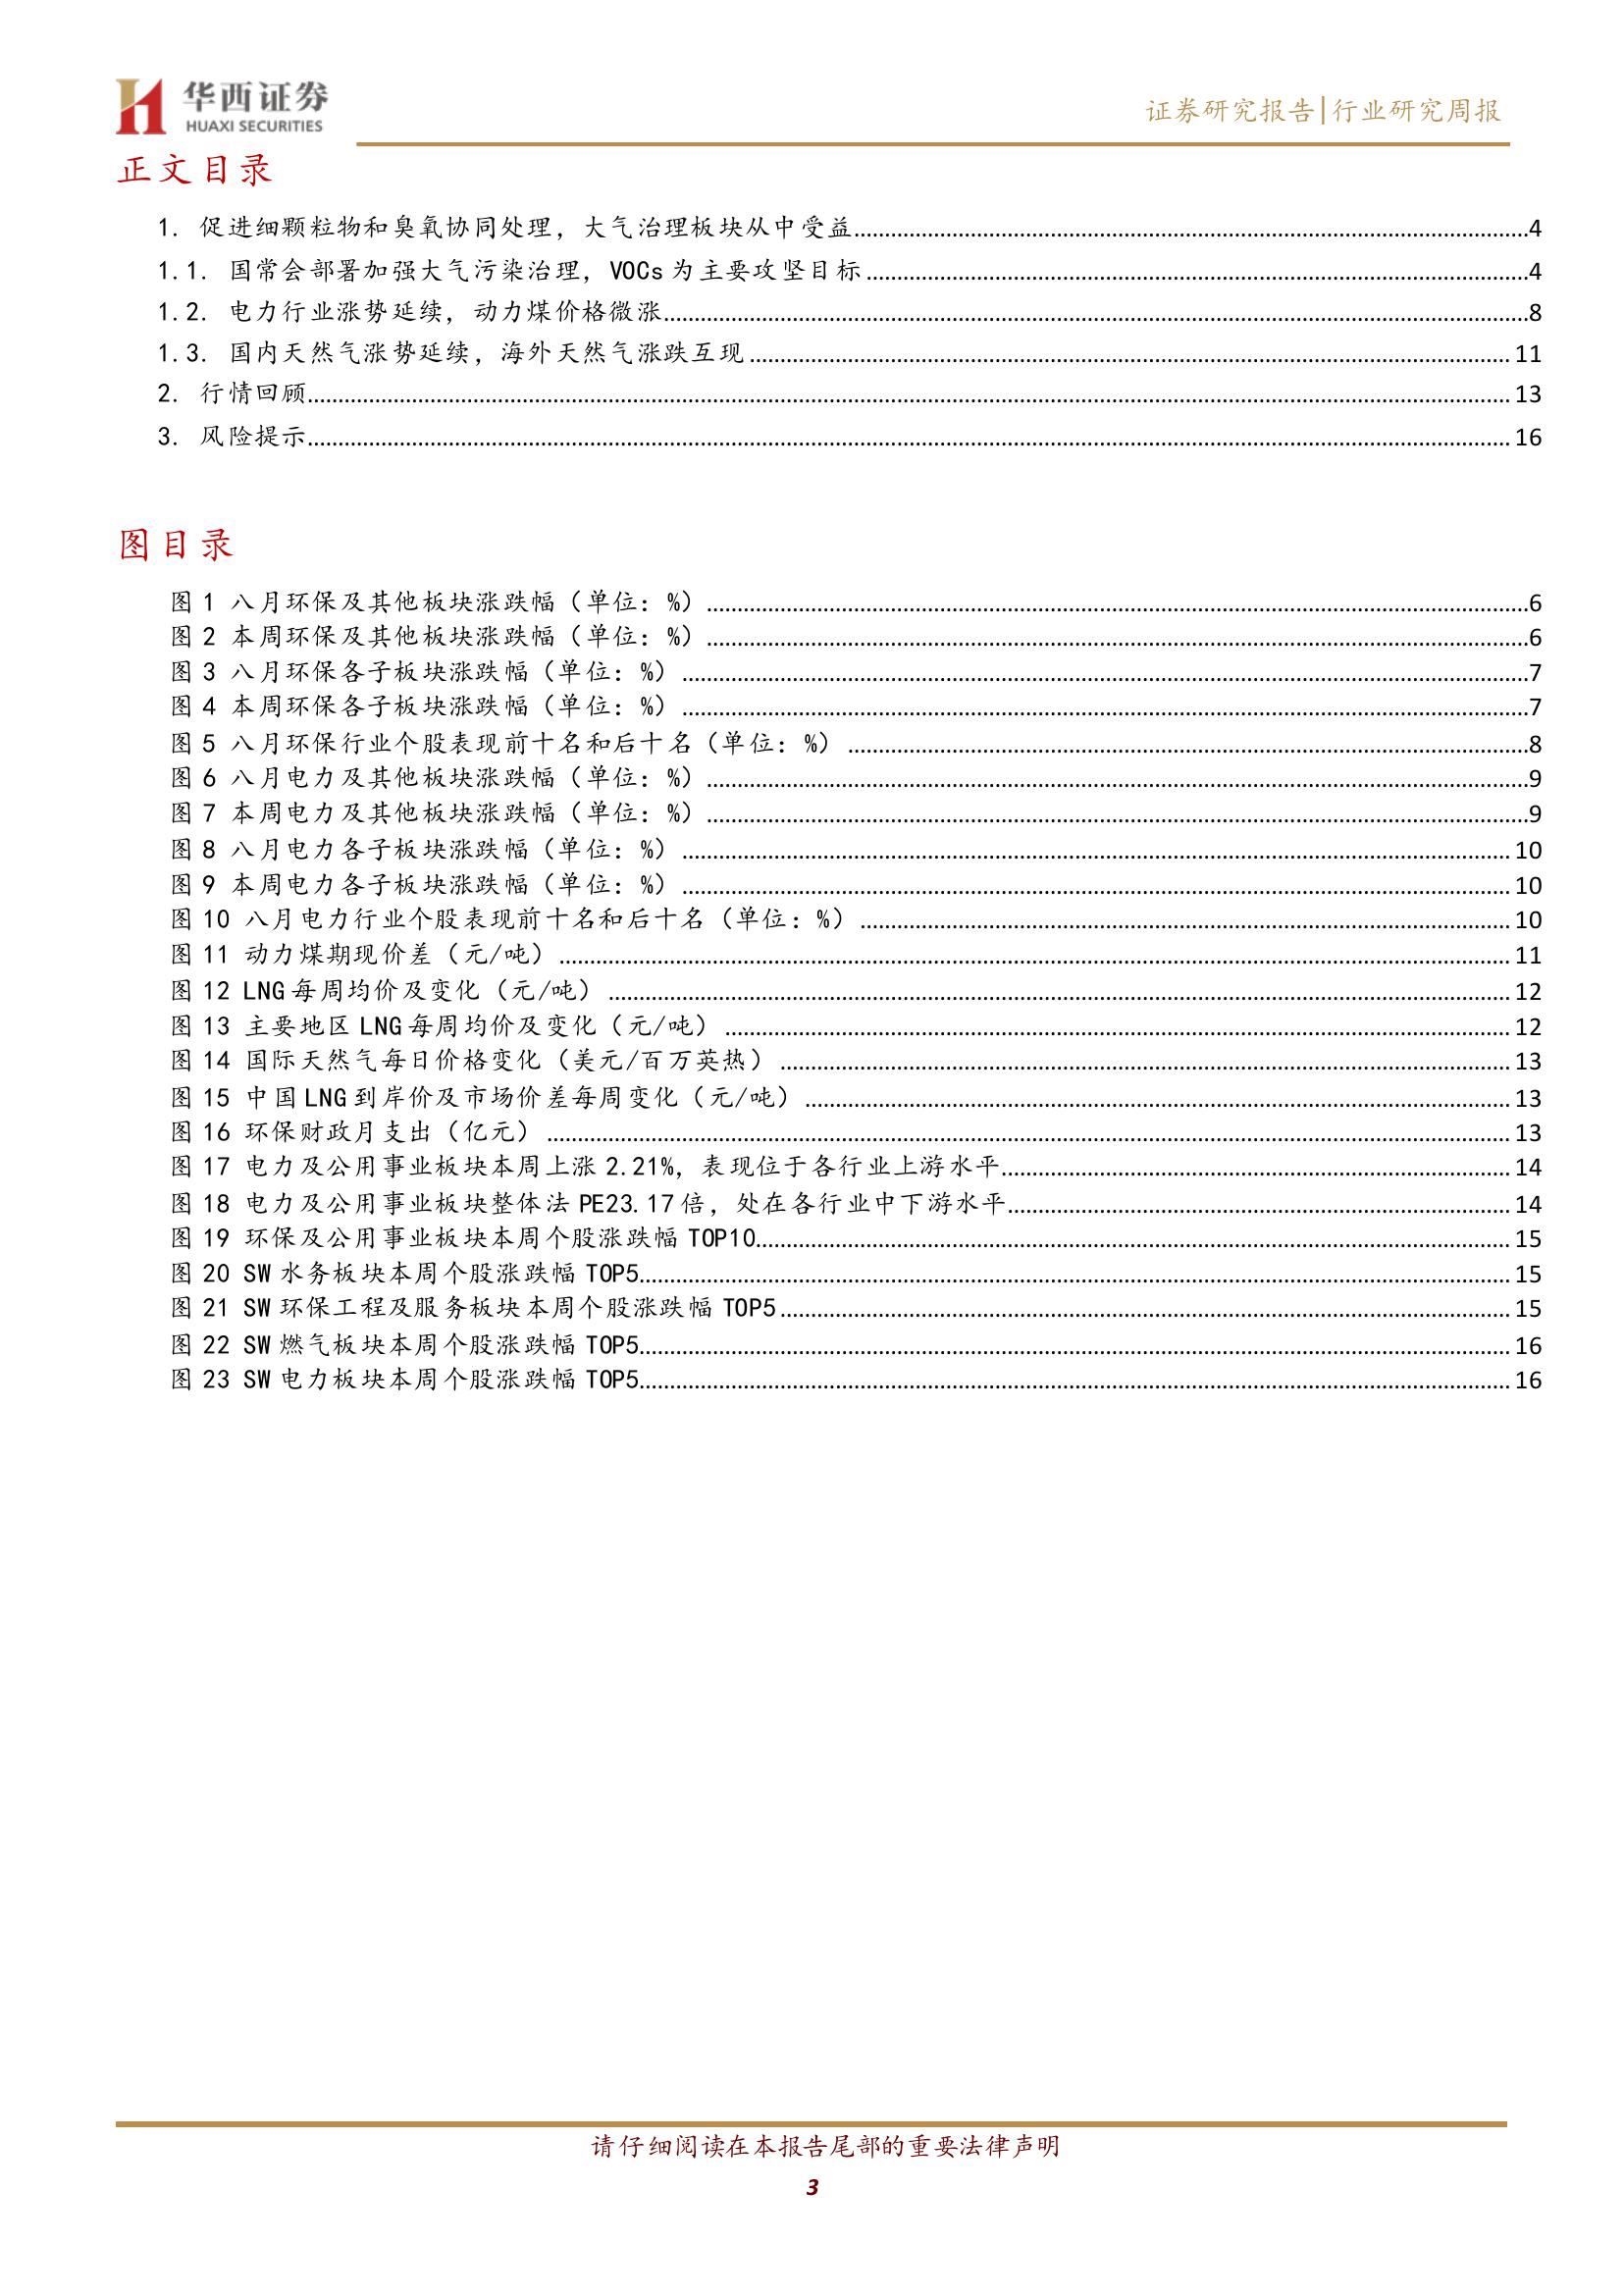 华西证券
HUAXI SECURITIES
证券研究报告|行业研究周报
正文目录
1. 促进细颗粒物和臭氧协同处理，大气治理板块从中受益........4
1.1. 国常会部署加强大气污染治理，VOCs 为主要攻坚目标........4
1.2. 电力行业涨势延续，动力煤价格微涨........8
1.3. 国内天然气涨势延续，海外天然气涨跌互现........11
2. 行情回顾........13
3. 风险提示........16
图目录
图 1 八月环保及其他板块涨跌幅（单位：%）........6
图 2 本周环保及其他板块涨跌幅（单位：%）........6
图 3 八月环保各子板块涨跌幅（单位：%）........7
图 4 本周环保各子板块涨跌幅（单位：%）........7
图 5 八月环保行业个股表现前十名和后十名（单位：%）........8
图 6 八月电力及其他板块涨跌幅（单位：%）........9
图 7 本周电力及其他板块涨跌幅（单位：%）........9
图 8 八月电力各子板块涨跌幅（单位：%）........10
图 9 本周电力各子板块涨跌幅（单位：%）........10
图 10 八月电力行业个股表现前十名和后十名（单位：%）........10
图 11 动力煤期现价差（元/吨）........11
图 12 LNG 每周均价及变化（元/吨）........12
图 13 主要地区 LNG 每周均价及变化（元/吨）........12
图 14 国际天然气每日价格变化（美元/百万英热）........13
图 15 中国 LNG 到岸价及市场价差每周变化（元/吨）........13
图 16 环保财政月支出（亿元）........13
图 17 电力及公用事业板块本周上涨 2.21%，表现位于各行业上游水平........14
图 18 电力及公用事业板块整体法 PE23.17 倍，处在各行业中下游水平........14
图 19 环保及公用事业板块本周个股涨跌幅 TOP10........15
图 20 SW 水务板块本周个股涨跌幅 TOP5........15
图 21 SW 环保工程及服务板块本周个股涨跌幅 TOP5........15
图 22 SW 燃气板块本周个股涨跌幅 TOP5........16
图 23 SW 电力板块本周个股涨跌幅 TOP5........16
请仔细阅读在本报告尾部的重要法律声明
3